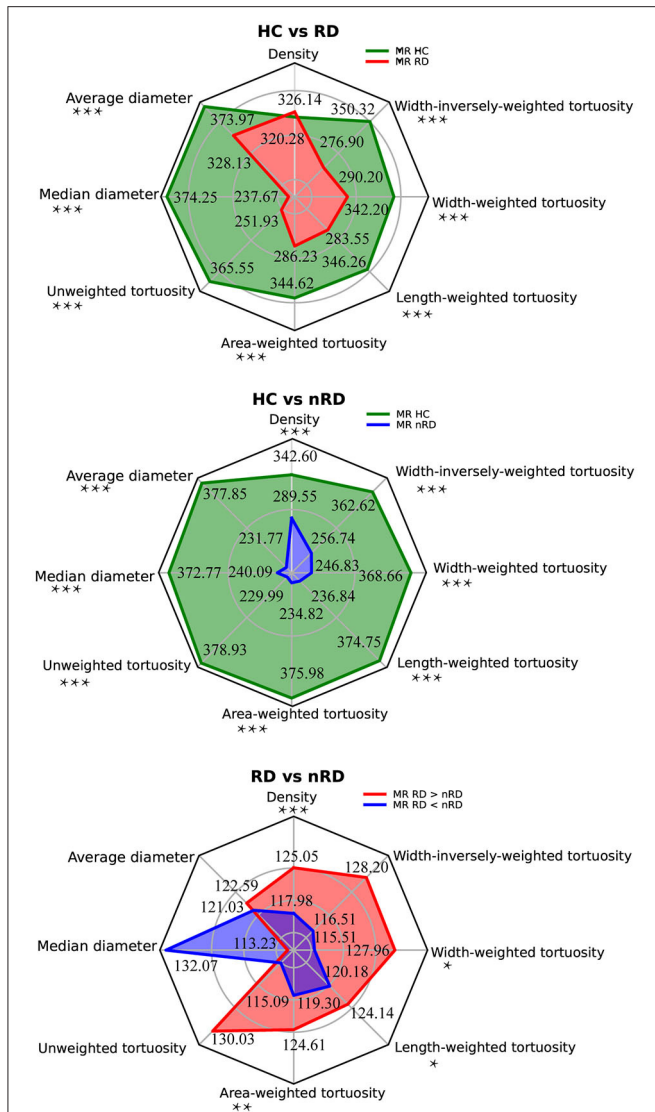 HC vs RD
MR HC
MR RD
Density
326.14
350.32
Average diameter
***
Width-inversely-weighted tortuosity
***
373.97
320.28
276.90
328.13
290.20
Median diameter
***
374.25
237.67
342.20
Width-weighted tortuosity
***
251.93
283.55
286.23
346.26
365.55
344.62
Unweighted tortuosity
***
Length-weighted tortuosity
***
Area-weighted tortuosity
***
HC vs nRD
MR HC
MR nRD
Density
***
342.60
Average diameter
***
Width-inversely-weighted tortuosity
***
377.85
289.55
362.62
231.77
256.74
Median diameter
***
372.77
240.09
246.83
368.66
Width-weighted tortuosity
***
229.99
236.84
234.82
378.93
374.75
375.98
Unweighted tortuosity
***
Length-weighted tortuosity
***
Area-weighted tortuosity
***
RD vs nRD
MR RD > nRD
MR RD < nRD
Density
***
125.05
Average diameter
Width-inversely-weighted tortuosity
128.20
122.59
121.03
117.98
116.51
115.51
Median diameter
132.07
113.23
127.96
Width-weighted tortuosity
*
120.18
115.09
119.30
124.14
130.03
124.61
Unweighted tortuosity
Length-weighted tortuosity
*
Area-weighted tortuosity
**